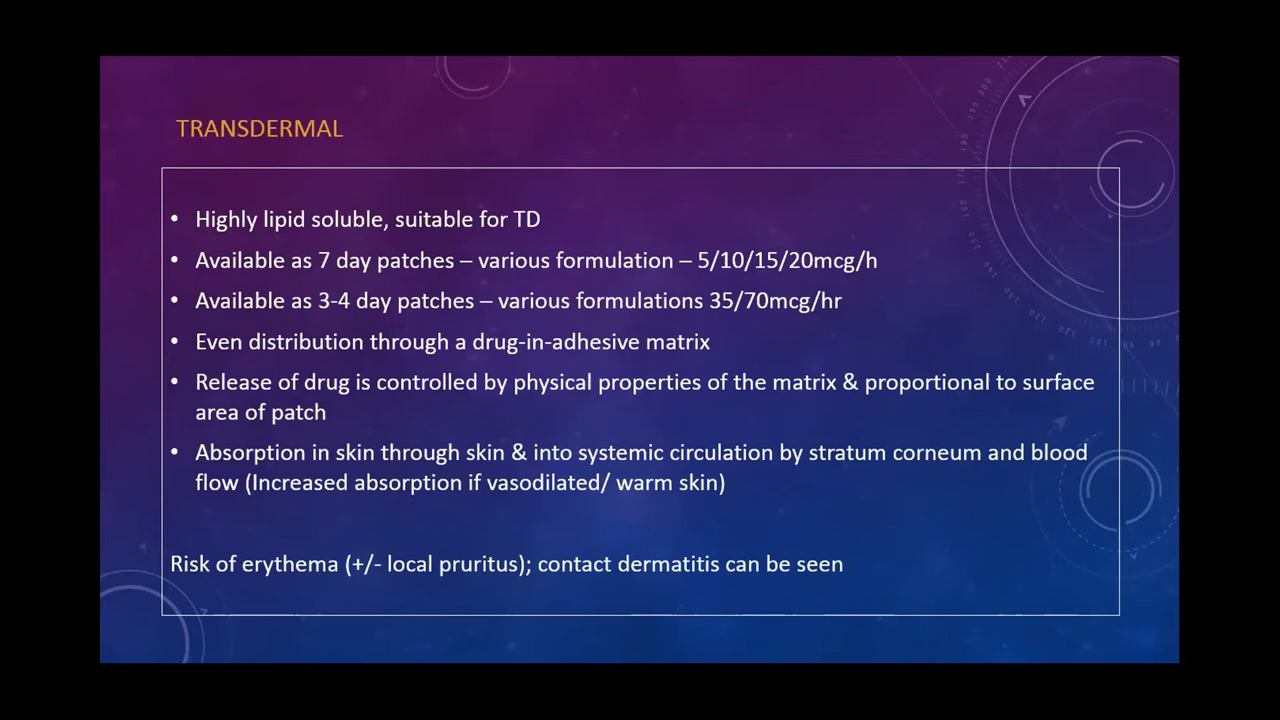 TRANSDERMAL
• Highly lipid soluble, suitable for TD
• Available as 7 day patches – various formulation – 5/10/15/20mcg/h
• Available as 3-4 day patches – various formulations 35/70mcg/hr
• Even distribution through a drug-in-adhesive matrix
• Release of drug is controlled by physical properties of the matrix & proportional to surface
area of patch
• Absorption in skin through skin & into systemic circulation by stratum corneum and blood
flow (Increased absorption if vasodilated/ warm skin)
Risk of erythema (+/- local pruritus); contact dermatitis can be seen